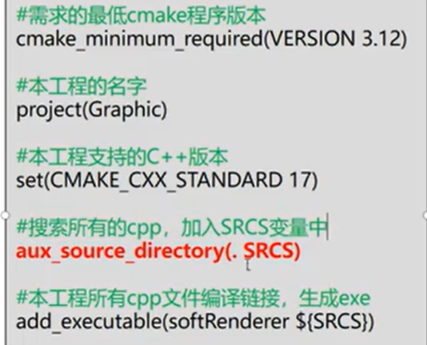 #需求的最低cmake程序版本
cmake_minimum_required(VERSION 3.12)
#本工程的名字
project(Graphic)
#本工程支持的C++版本
set(CMAKE_CXX_STANDARD 17)
#搜索所有的cpp，加入SRCS变量中
aux_source_directory(. SRCS)
#本工程所有cpp文件编译链接，生成exe
add_executable(softRenderer ${SRCS})